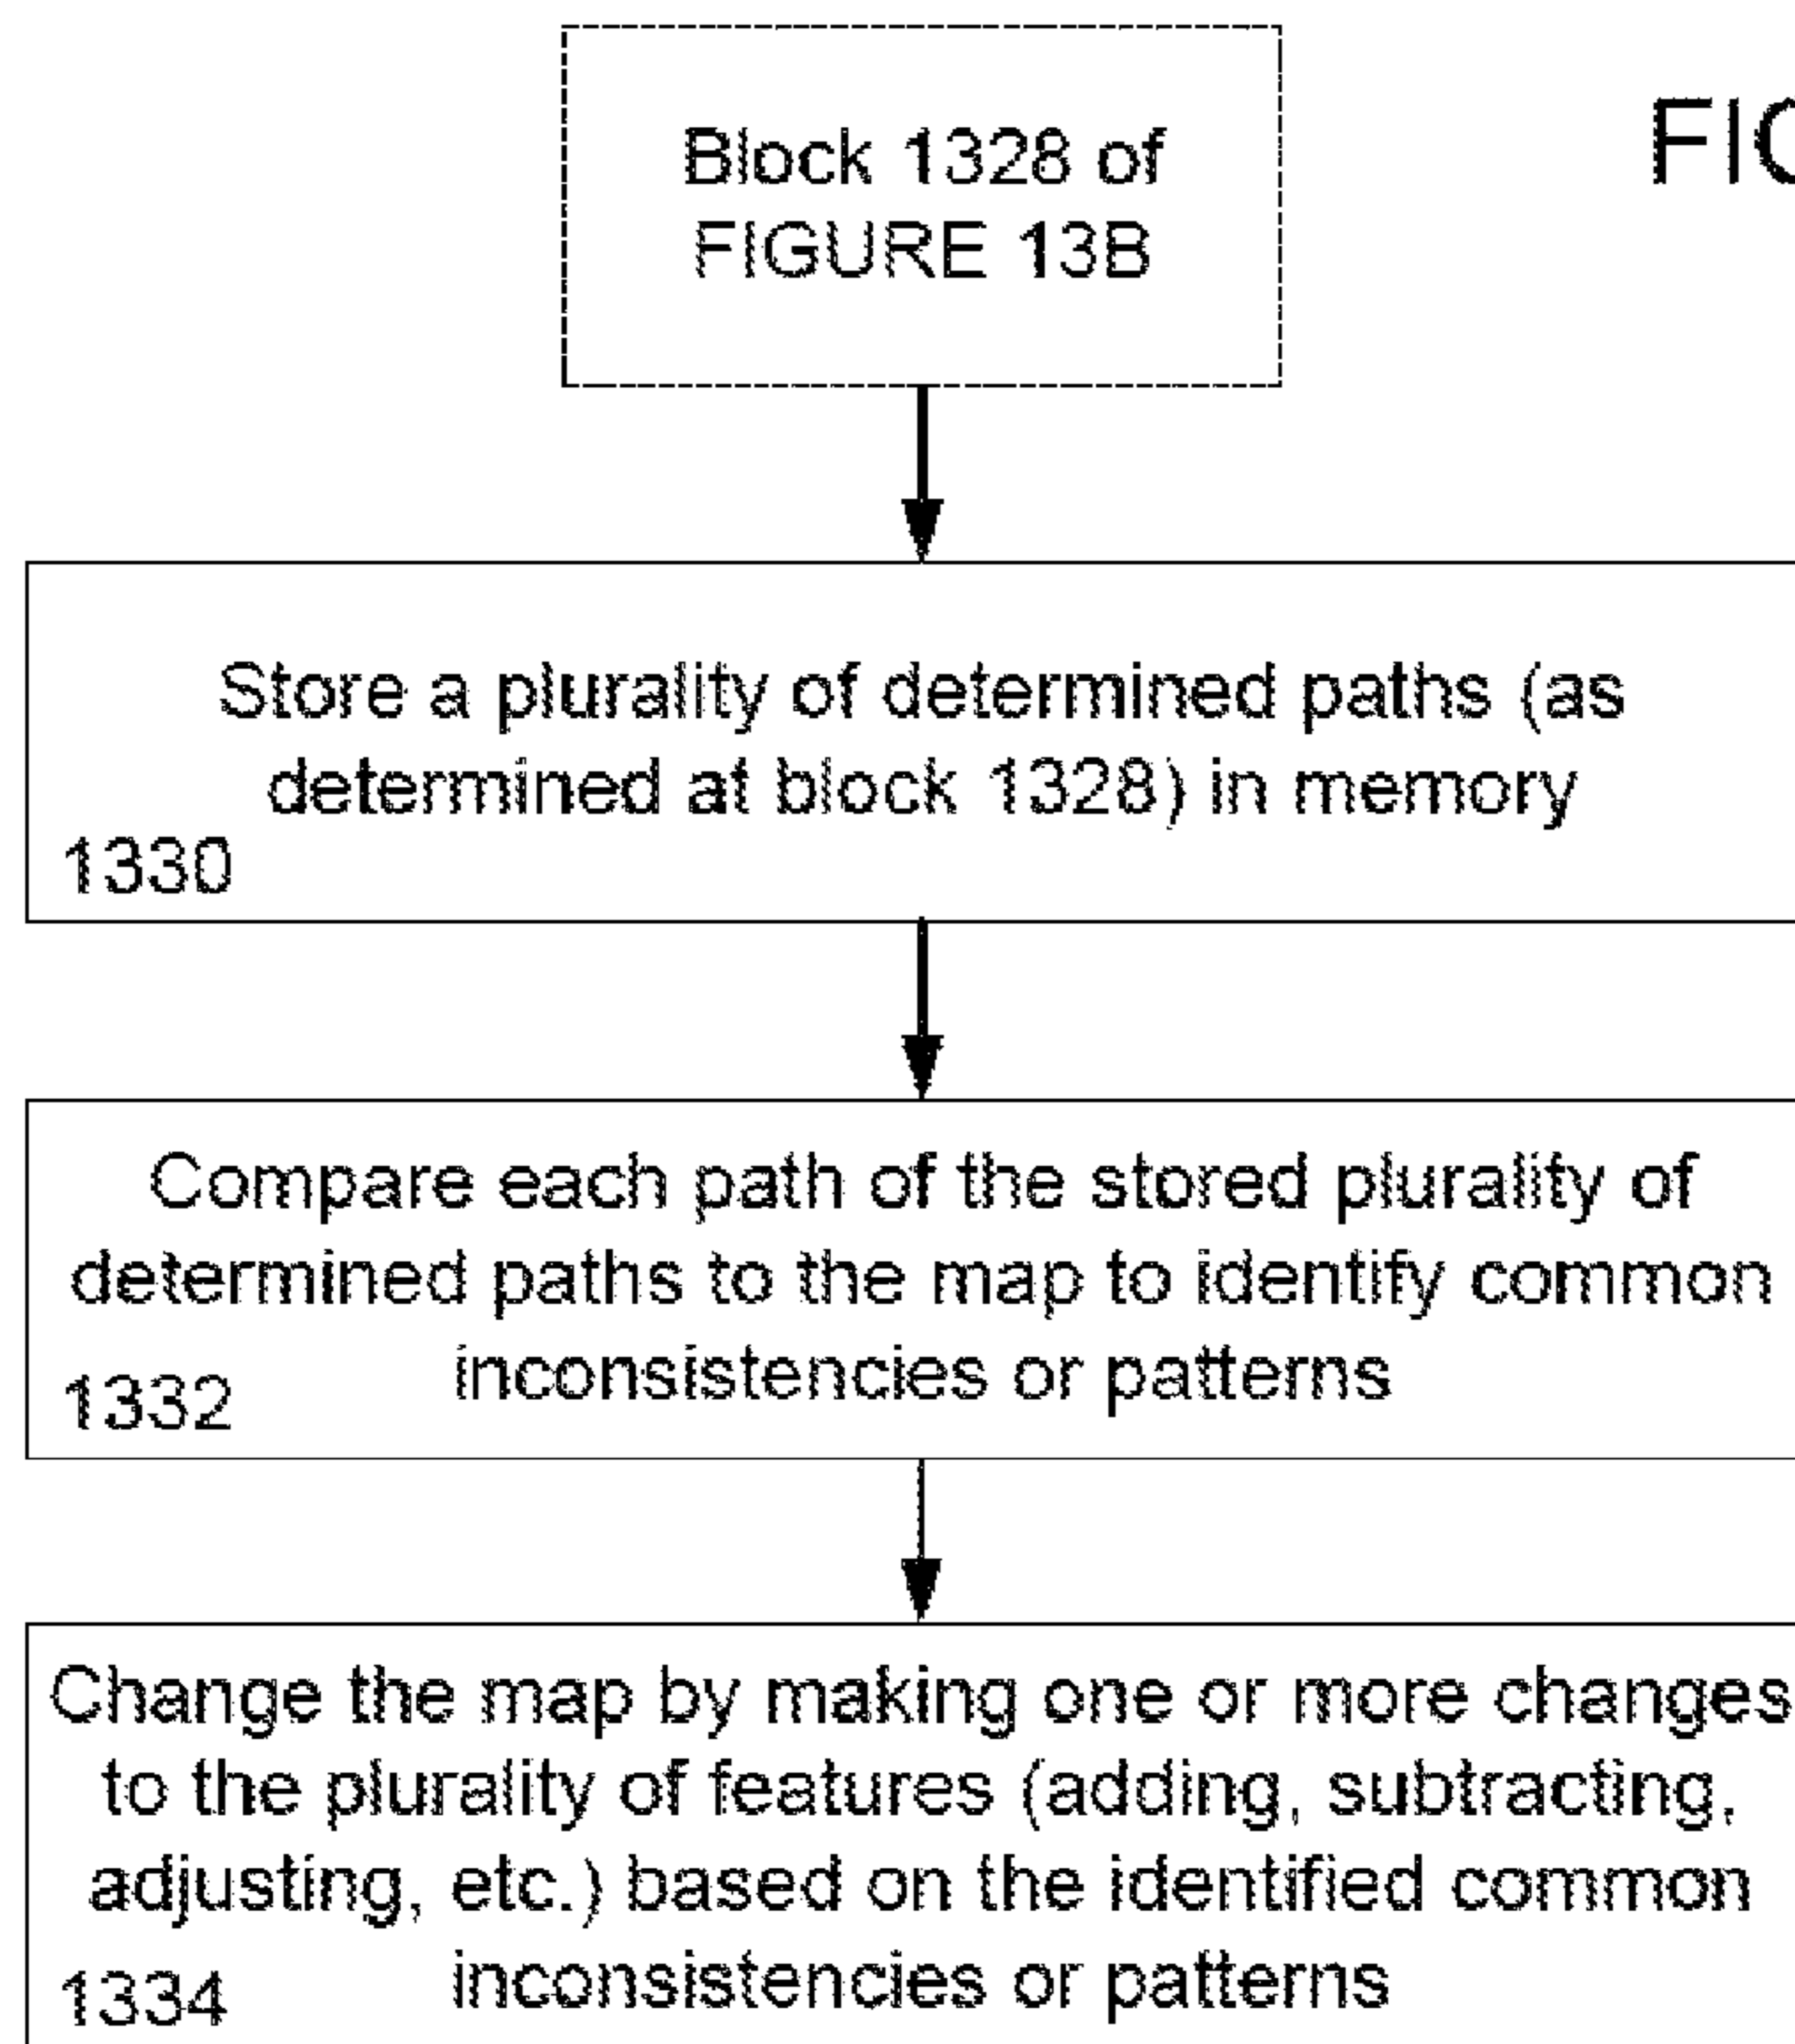 Block 1328 of
FIGURE 13B
Store a plurality of determined paths (as
determined at block 1328) in memory
1330
Compare each path of the stored plurality of
determined paths to the map to identify common
inconsistencies or patterns
1332
Change the map by making one or more changes
to the plurality of features (adding, subtracting,
adjusting, etc.) based on the identified common
inconsistencies or patterns
1334